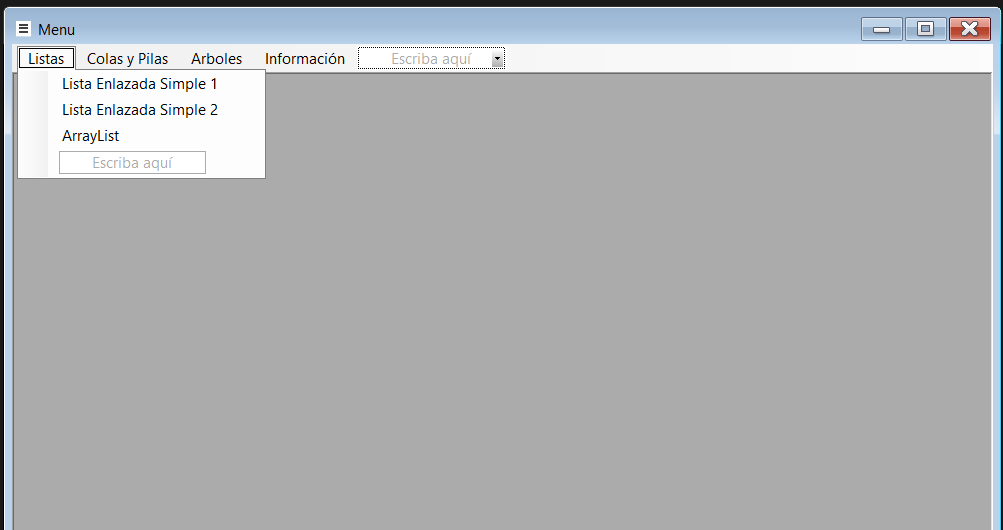 Menu
Listas Colas y Pilas Arboles Información Escriba aquí
Lista Enlazada Simple 1
Lista Enlazada Simple 2
ArrayList
Escriba aquí